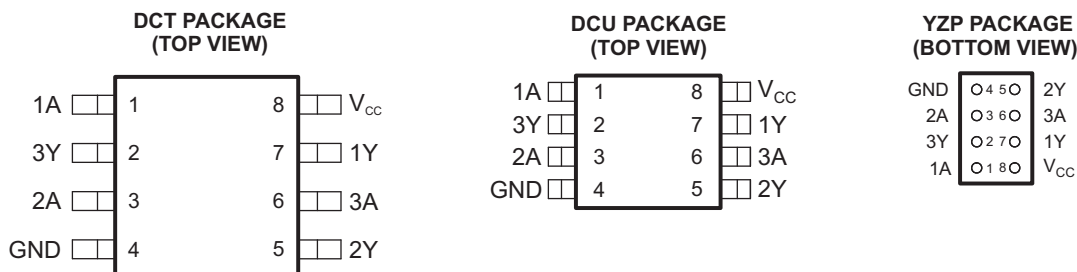 DCT PACKAGE
(TOP VIEW)
1A 1 8 VCC
3Y 2 7 1Y
2A 3 6 3A
GND 4 5 2Y
DCU PACKAGE
(TOP VIEW)
1A 1 8 VCC
3Y 2 7 1Y
2A 3 6 3A
GND 4 5 2Y
YZP PACKAGE
(BOTTOM VIEW)
GND 4 5 2Y
2A 3 6 3A
3Y 2 7 1Y
1A 1 8 VCC